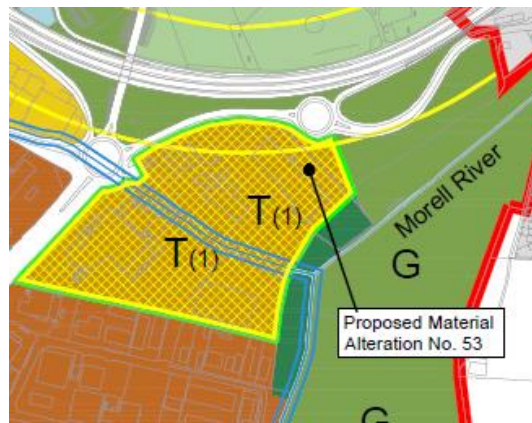 Morell River
T(1)
T(1)
G
Proposed Material
Alteration No. 53
G